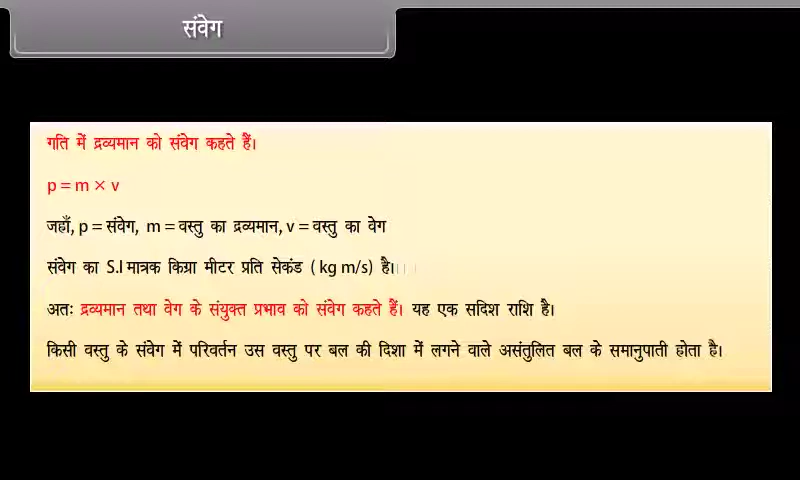 संवेग
गति में द्रव्यमान को संवेग कहते हैं।
p = m × v
जहाँ, p = संवेग, m = वस्तु का द्रव्यमान, v = वस्तु का वेग
संवेग का S.I मात्रक किग्रा मीटर प्रति सेकंड ( kg m/s) है।
अतः द्रव्यमान तथा वेग के संयुक्त प्रभाव को संवेग कहते हैं। यह एक सदिश राशि है।
किसी वस्तु के संवेग में परिवर्तन उस वस्तु पर बल की दिशा में लगने वाले असंतुलित बल के समानुपाती होता है।